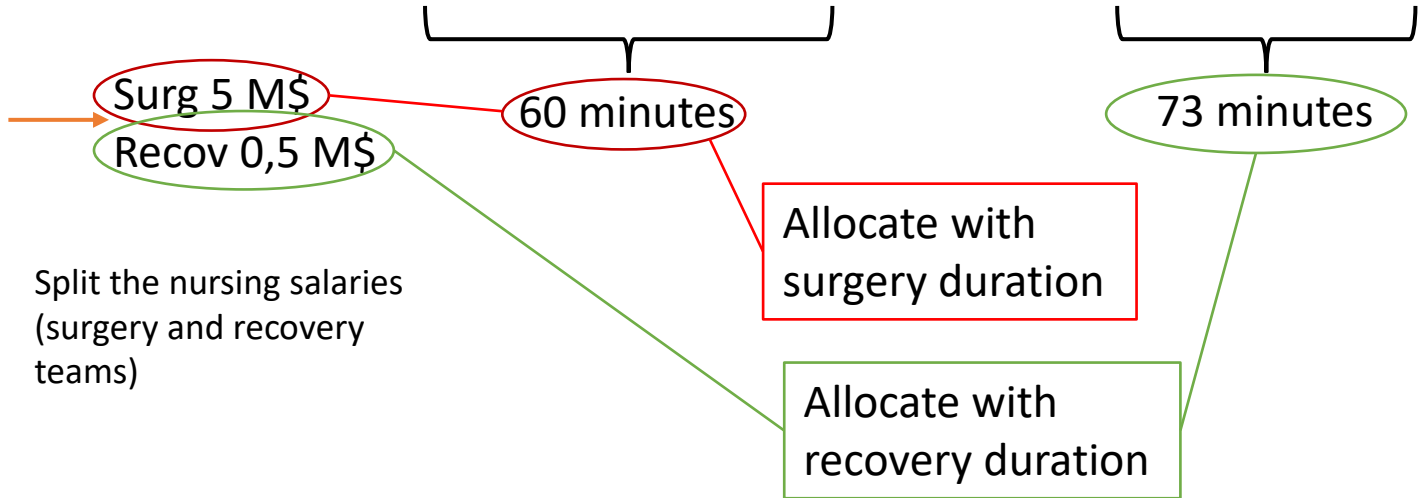 Surg 5 M$
Recov 0,5 M$
60 minutes
73 minutes
Split the nursing salaries
(surgery and recovery
teams)
Allocate with
surgery duration
Allocate with
recovery duration